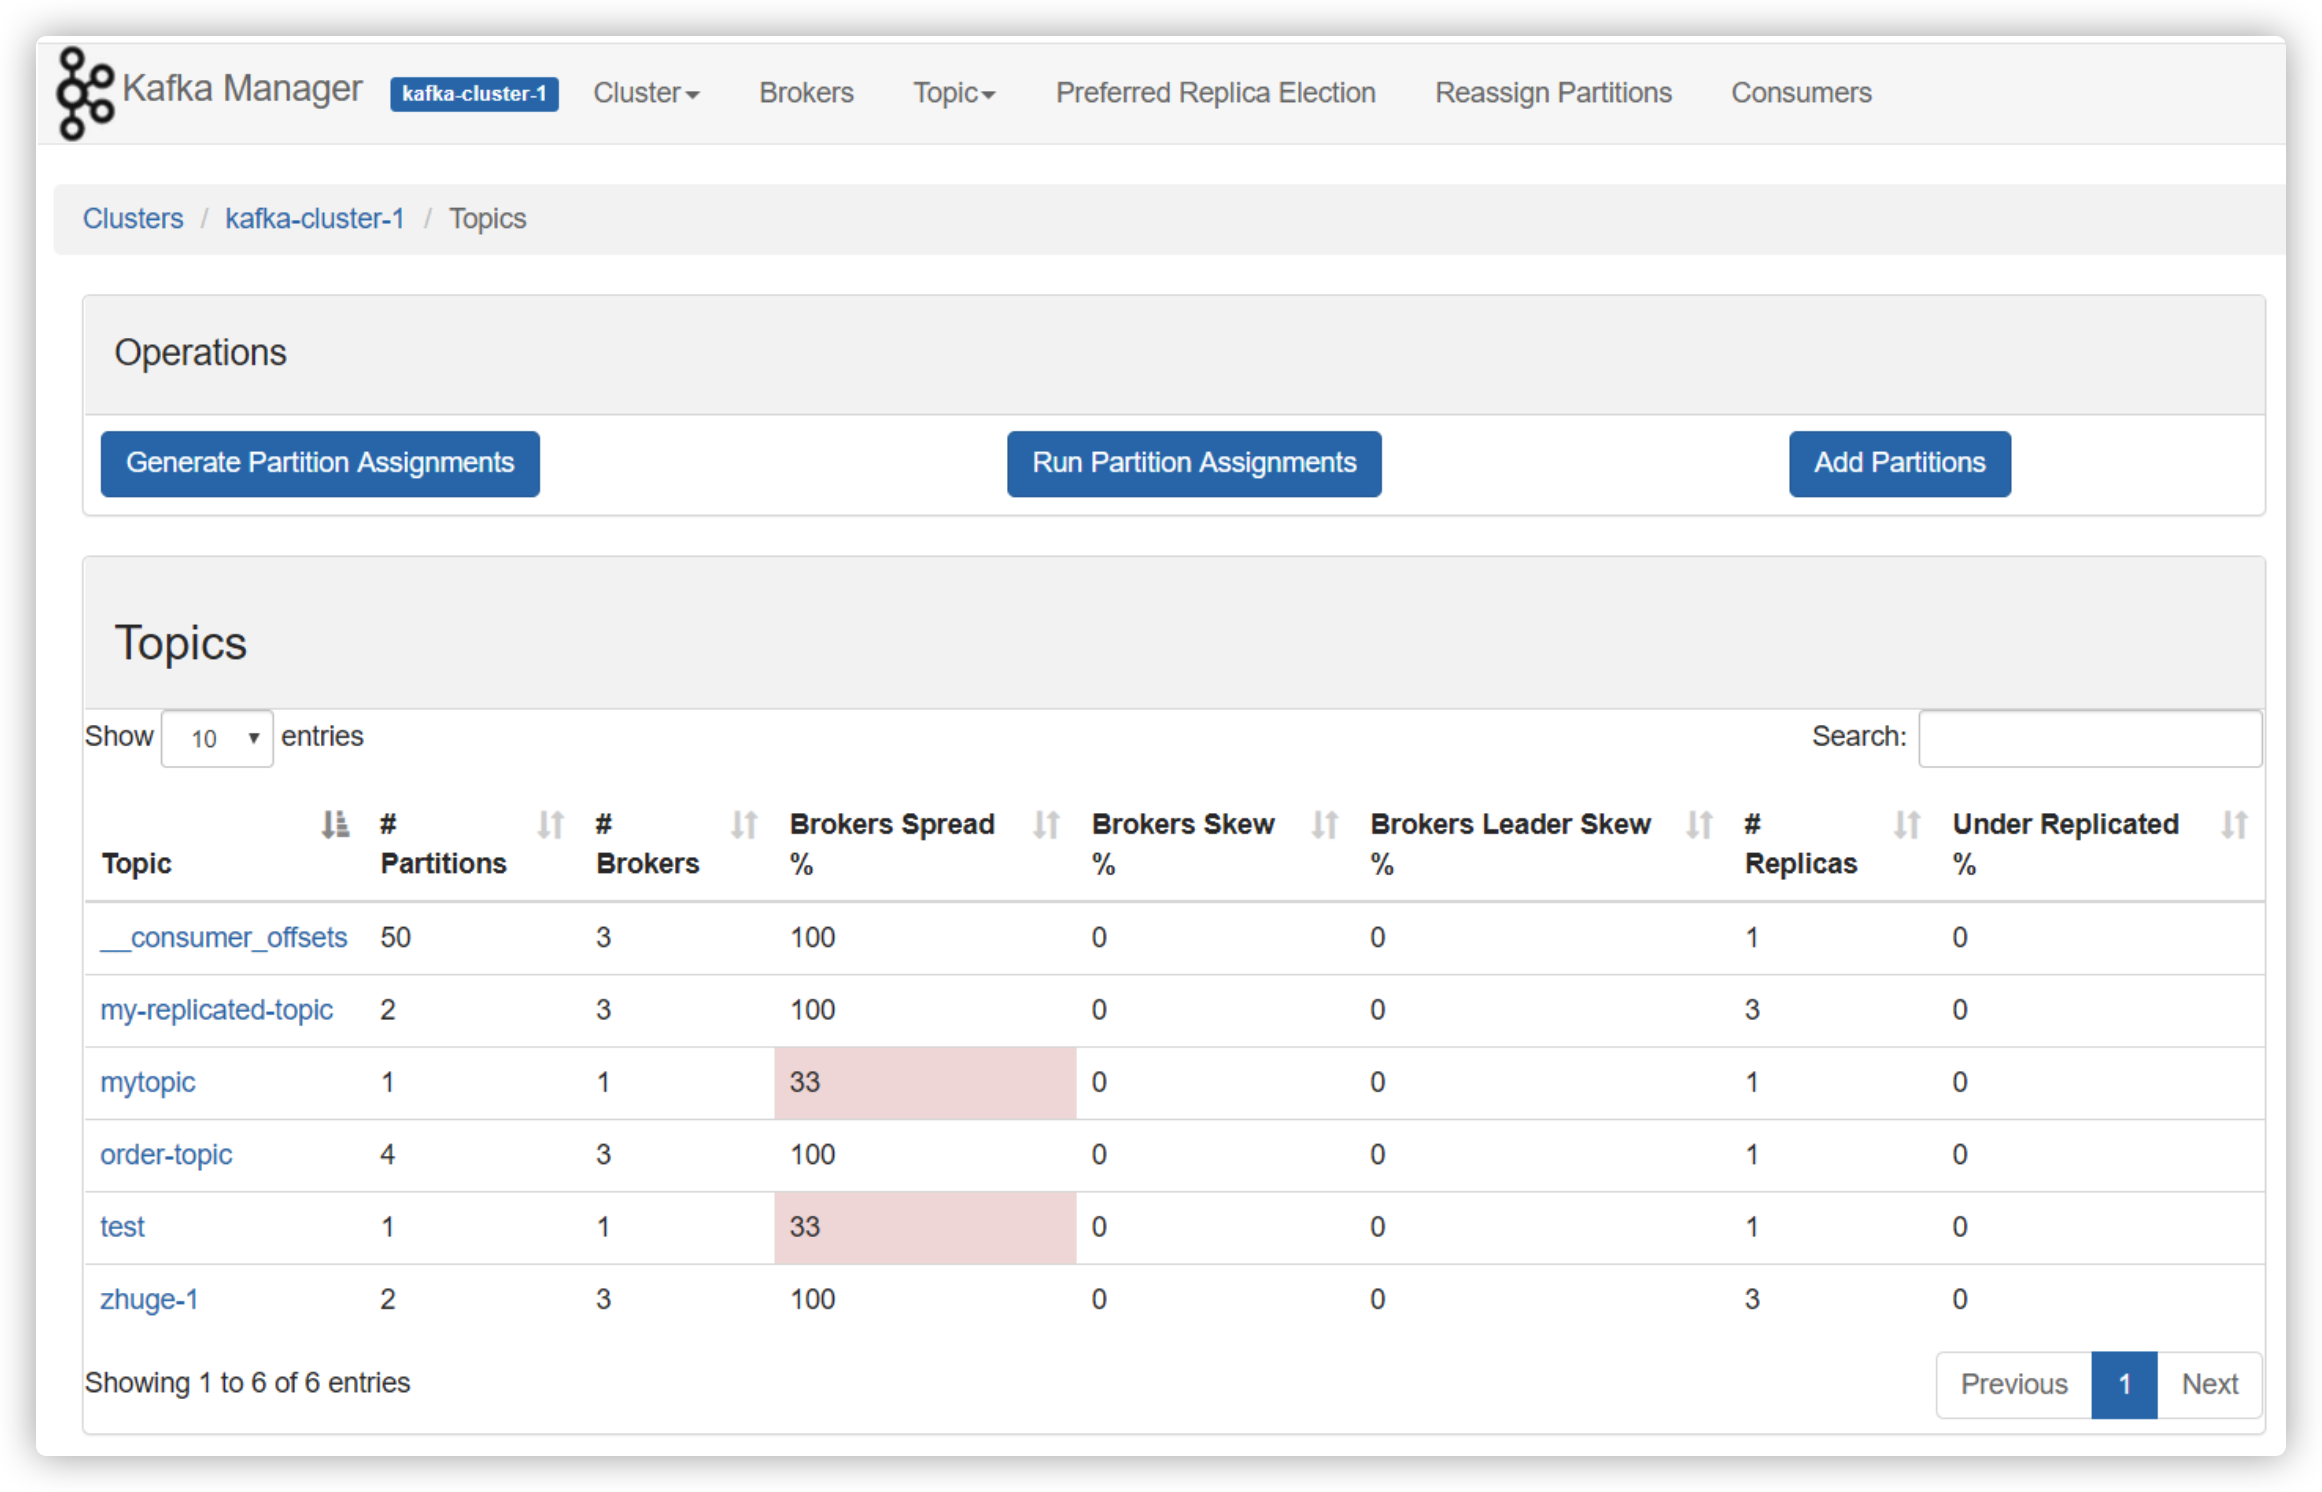 Kafka Manager kafka-cluster-1 Cluster Brokers Topic Preferred Replica Election Reassign Partitions Consumers
Clusters / kafka-cluster-1 / Topics
Operations
Generate Partition Assignments Run Partition Assignments Add Partitions
Topics
Show 10 entries Search:
Topic # Partitions # Brokers Brokers Spread % Brokers Skew % Brokers Leader Skew % # Replicas Under Replicated %
__consumer_offsets 50 3 100 0 0 1 0
my-replicated-topic 2 3 100 0 0 3 0
mytopic 1 1 33 0 0 1 0
order-topic 4 3 100 0 0 1 0
test 1 1 33 0 0 1 0
zhuge-1 2 3 100 0 0 3 0
Showing 1 to 6 of 6 entries Previous 1 Next